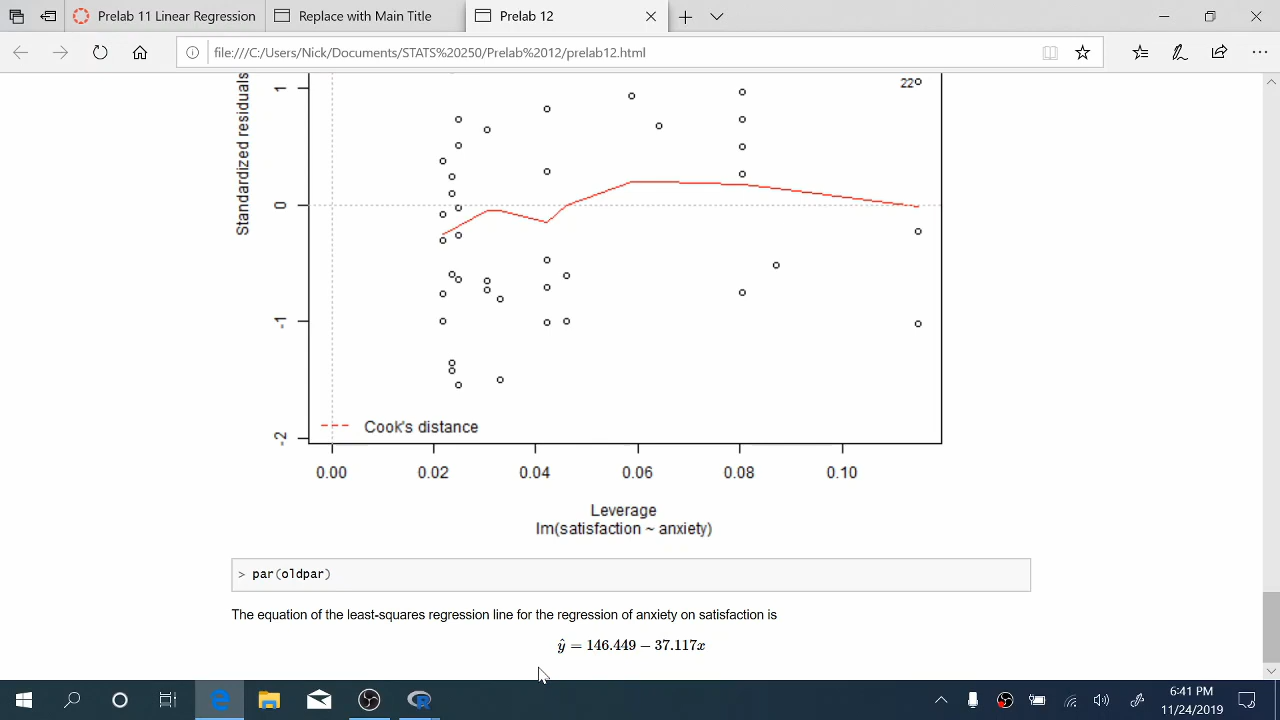 Prelab 11 Linear Regression
Replace with Main Title
Prelab 12
file:///C:/Users/Nick/Documents/STATS%20250/Prelab%2012/prelab12.html
Standardized residuals
1
0
-1
-2
22
Cook's distance
0.00 0.02 0.04 0.06 0.08 0.10
Leverage
lm(satisfaction ~ anxiety)
> par(oldpar)
The equation of the least-squares regression line for the regression of anxiety on satisfaction is
ŷ = 146.449 − 37.117x
6:41 PM
11/24/2019